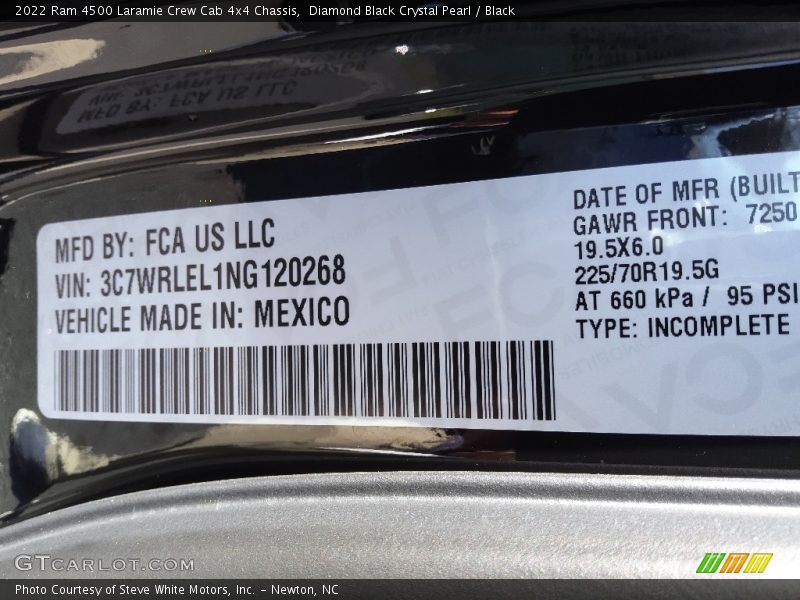 2022 Ram 4500 Laramie Crew Cab 4x4 Chassis, Diamond Black Crystal Pearl / Black
MFD BY: FCA US LLC
VIN: 3C7WRLEL1NG120268
VEHICLE MADE IN: MEXICO
DATE OF MFR (BUILT
GAWR FRONT: 7250
19.5X6.0
225/70R19.5G
AT 660 kPa / 95 PSI
TYPE: INCOMPLETE
GTCARLOT.COM
Photo Courtesy of Steve White Motors, Inc. – Newton, NC